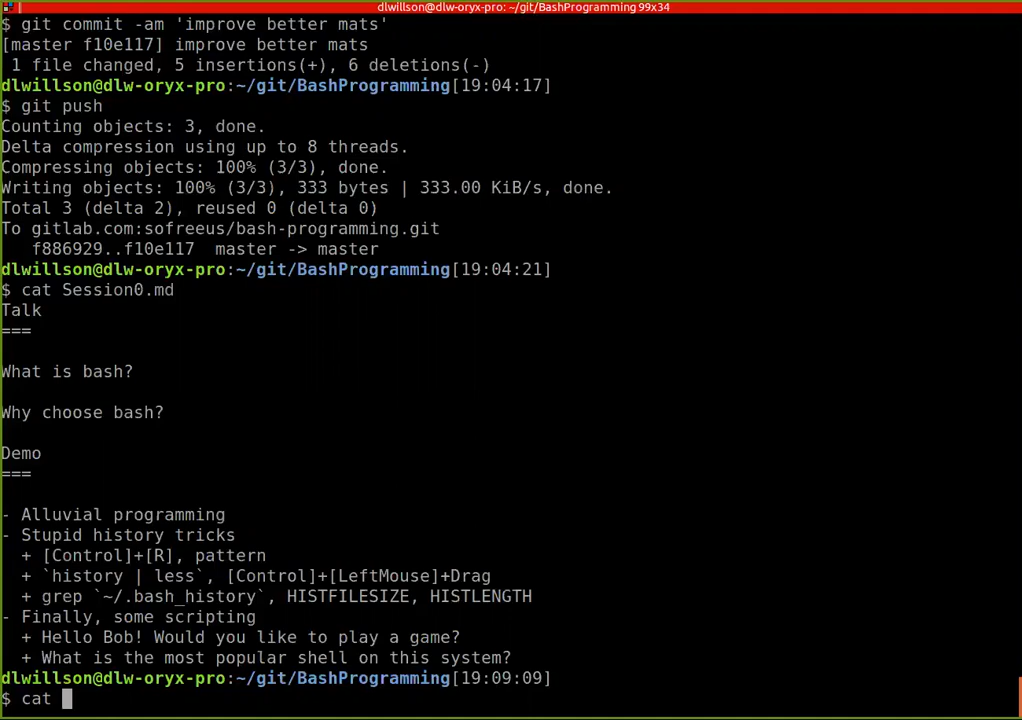 dlwillson@dlw-oryx-pro: ~/git/BashProgramming 99x34
$ git commit -am 'improve better mats'
[master f10e117] improve better mats
 1 file changed, 5 insertions(+), 6 deletions(-)
dlwillson@dlw-oryx-pro:~/git/BashProgramming[19:04:17]
$ git push
Counting objects: 3, done.
Delta compression using up to 8 threads.
Compressing objects: 100% (3/3), done.
Writing objects: 100% (3/3), 333 bytes | 333.00 KiB/s, done.
Total 3 (delta 2), reused 0 (delta 0)
To gitlab.com:sofreeus/bash-programming.git
   f886929..f10e117  master -> master
dlwillson@dlw-oryx-pro:~/git/BashProgramming[19:04:21]
$ cat Session0.md
Talk
===
What is bash?
Why choose bash?
Demo
===
- Alluvial programming
- Stupid history tricks
  + [Control]+[R], pattern
  + `history | less`, [Control]+[LeftMouse]+Drag
  + grep `~/.bash_history`, HISTFILESIZE, HISTLENGTH
- Finally, some scripting
  + Hello Bob! Would you like to play a game?
  + What is the most popular shell on this system?
dlwillson@dlw-oryx-pro:~/git/BashProgramming[19:09:09]
$ cat